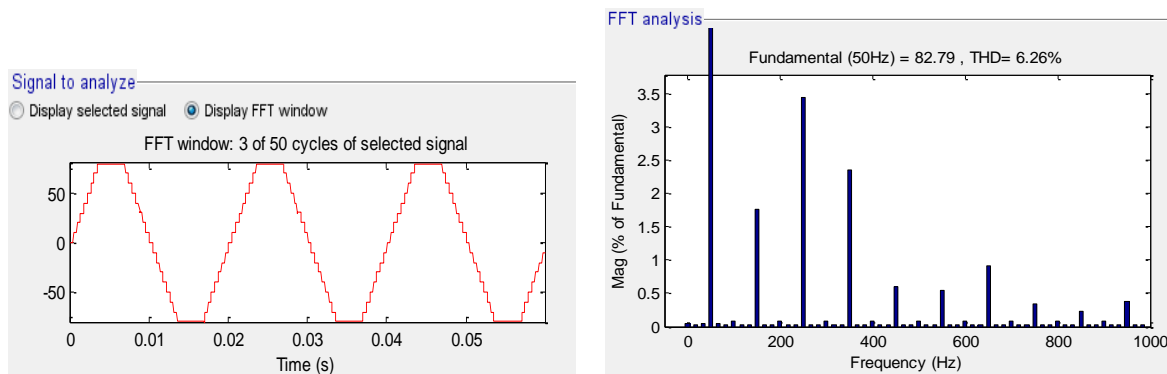 Signal to analyze
Display selected signal Display FFT window
FFT window: 3 of 50 cycles of selected signal
50
0
-50
0 0.01 0.02 0.03 0.04 0.05
Time (s)
FFT analysis
Fundamental (50Hz) = 82.79 , THD= 6.26%
3.5
3
2.5
2
1.5
1
0.5
0
Mag (% of Fundamental)
0 200 400 600 800 1000
Frequency (Hz)